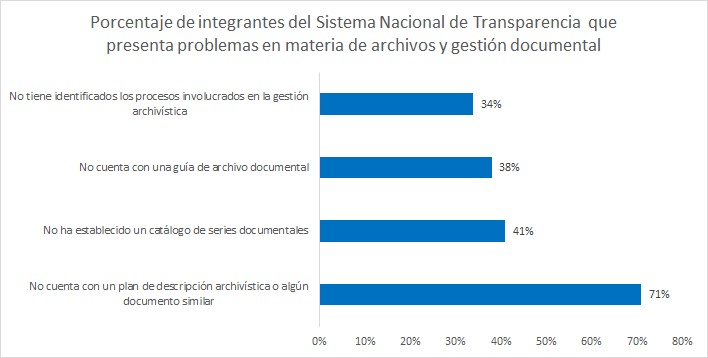 Porcentaje de integrantes del Sistema Nacional de Transparencia que
presenta problemas en materia de archivos y gestión documental
No tiene identificados los procesos involucrados en la gestión
archivística
34%
No cuenta con una guía de archivo documental
38%
No ha establecido un catálogo de series documentales
41%
No cuenta con un plan de descripción archivística o algún
documento similar
71%
0% 10% 20% 30% 40% 50% 60% 70% 80%